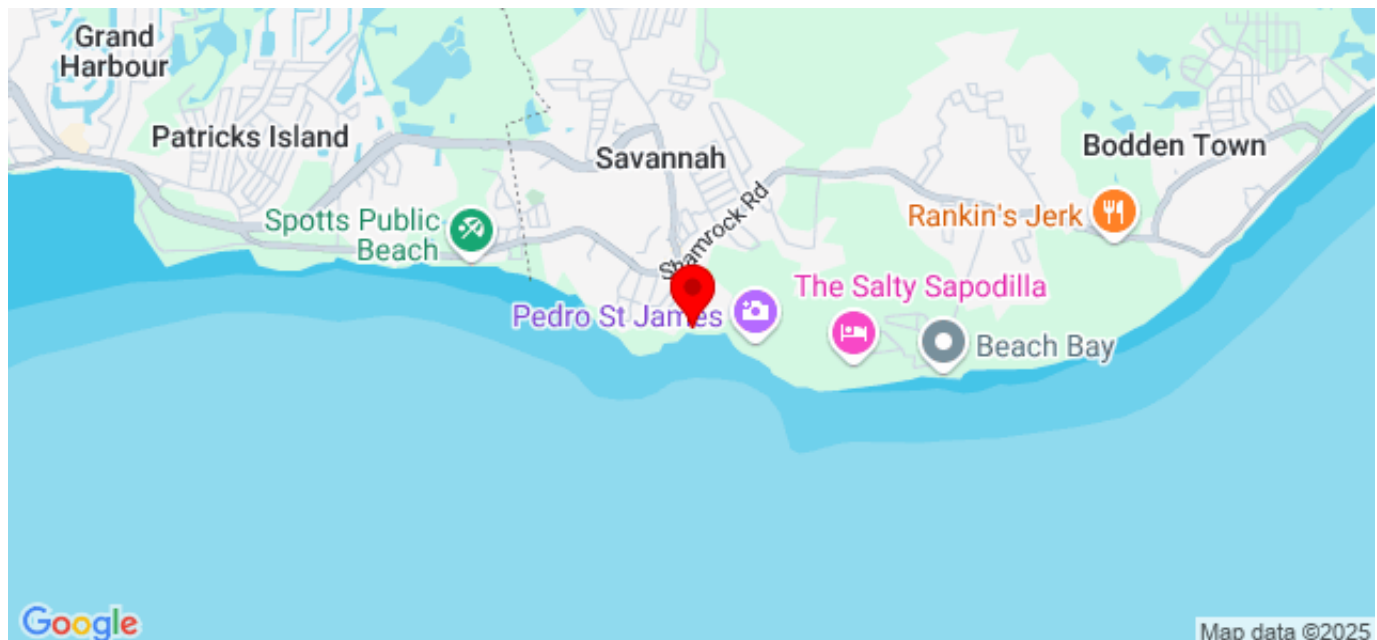 Grand
Harbour
Patricks Island
Savannah
Bodden Town
Shamrock Rd
Spotts Public
Beach
Rankin's Jerk
The Salty Sapodilla
Pedro St James
Beach Bay
Google
Map data ©2025